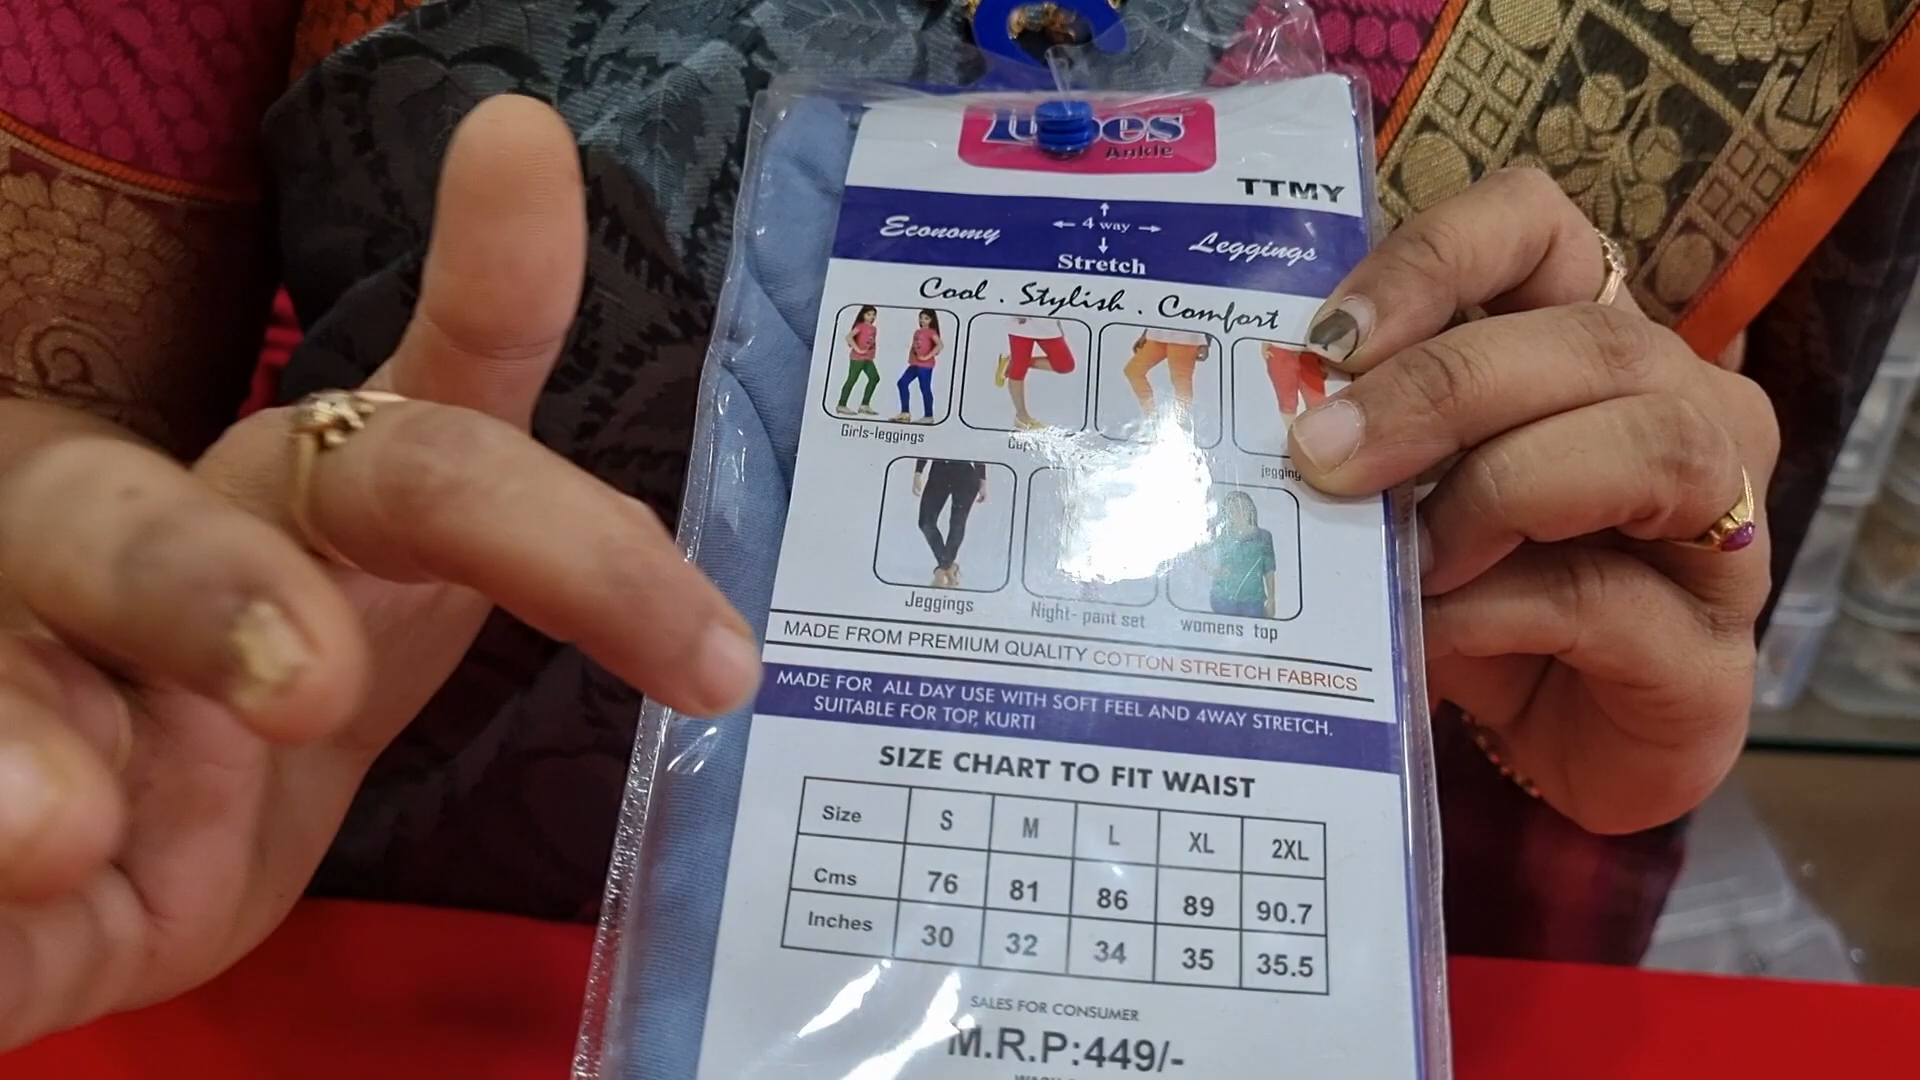 Ankle
TTMY
Economy 4 way Stretch Leggings
Cool . Stylish . Comfort
Girls-leggings
Jeggings Night- pant set womens top
MADE FROM PREMIUM QUALITY COTTON STRETCH FABRICS
MADE FOR ALL DAY USE WITH SOFT FEEL AND 4WAY STRETCH.
SUITABLE FOR TOP, KURTI
SIZE CHART TO FIT WAIST
Size S M L XL 2XL
Cms 76 81 86 89 90.7
Inches 30 32 34 35 35.5
SALES FOR CONSUMER
M.R.P:449/-